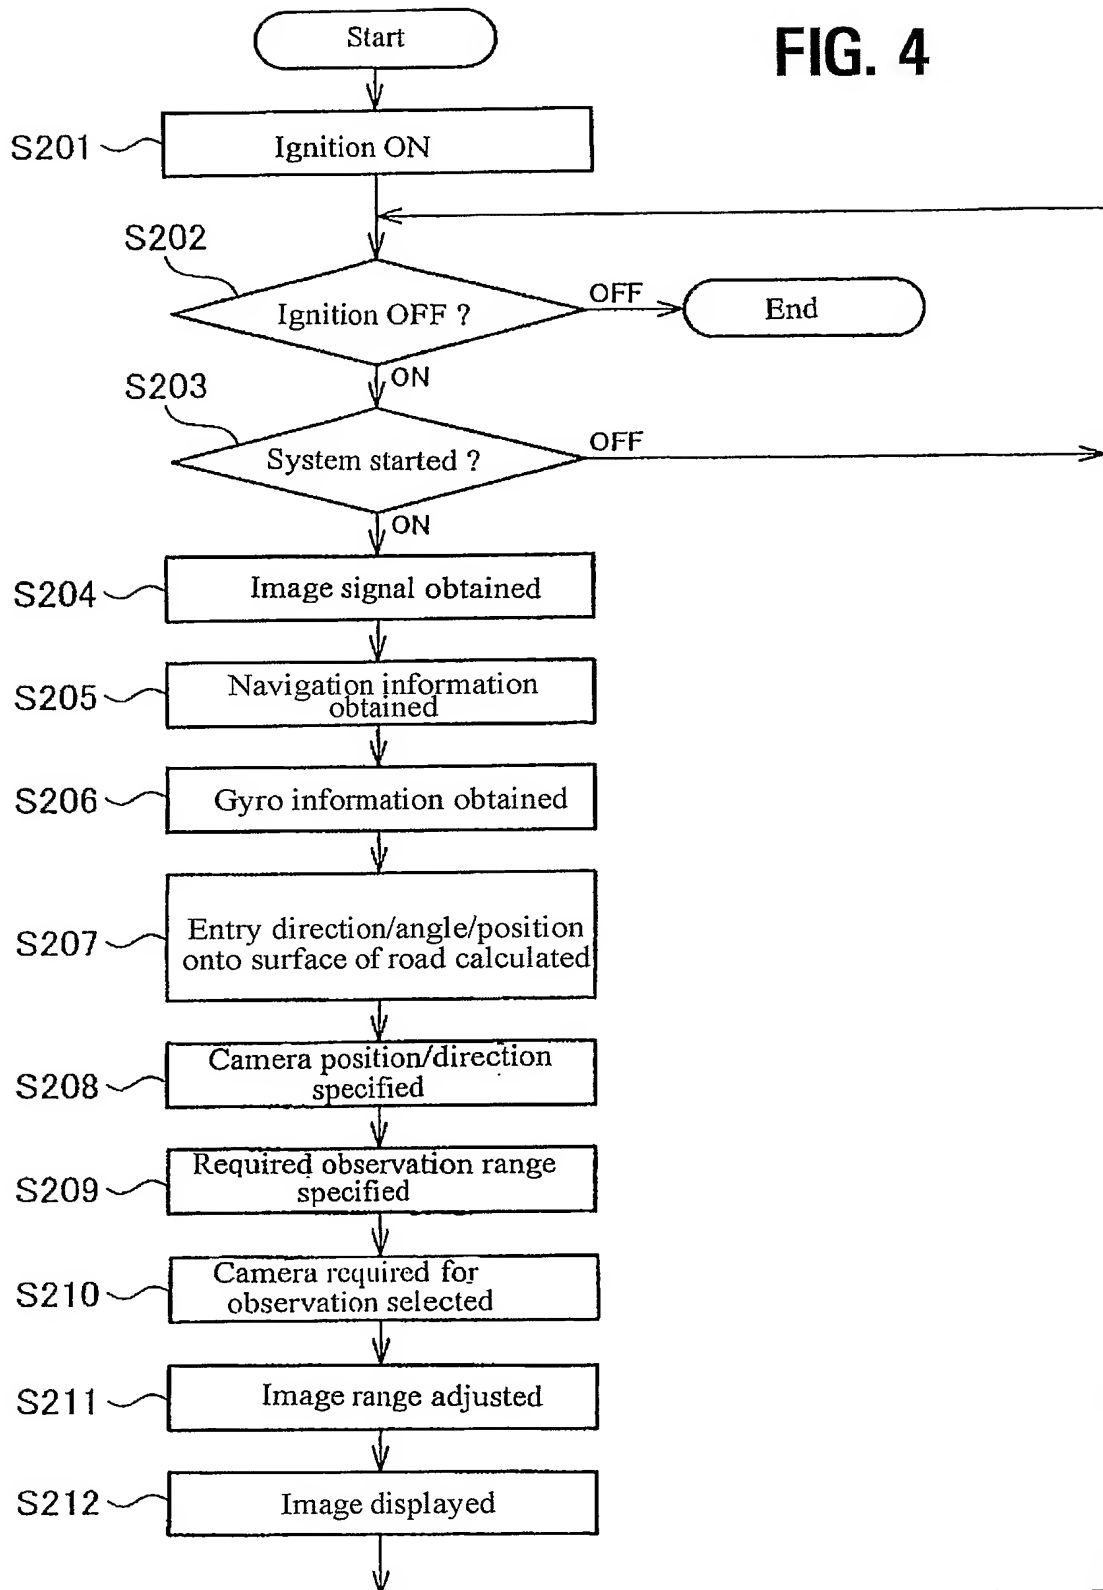 FIG. 4
Start
S201
Ignition ON
S202
Ignition OFF ?
OFF
End
ON
S203
System started ?
OFF
ON
S204
Image signal obtained
S205
Navigation information
obtained
S206
Gyro information obtained
S207
Entry direction/angle/position
onto surface of road calculated
S208
Camera position/direction
specified
S209
Required observation range
specified
S210
Camera required for
observation selected
S211
Image range adjusted
S212
Image displayed